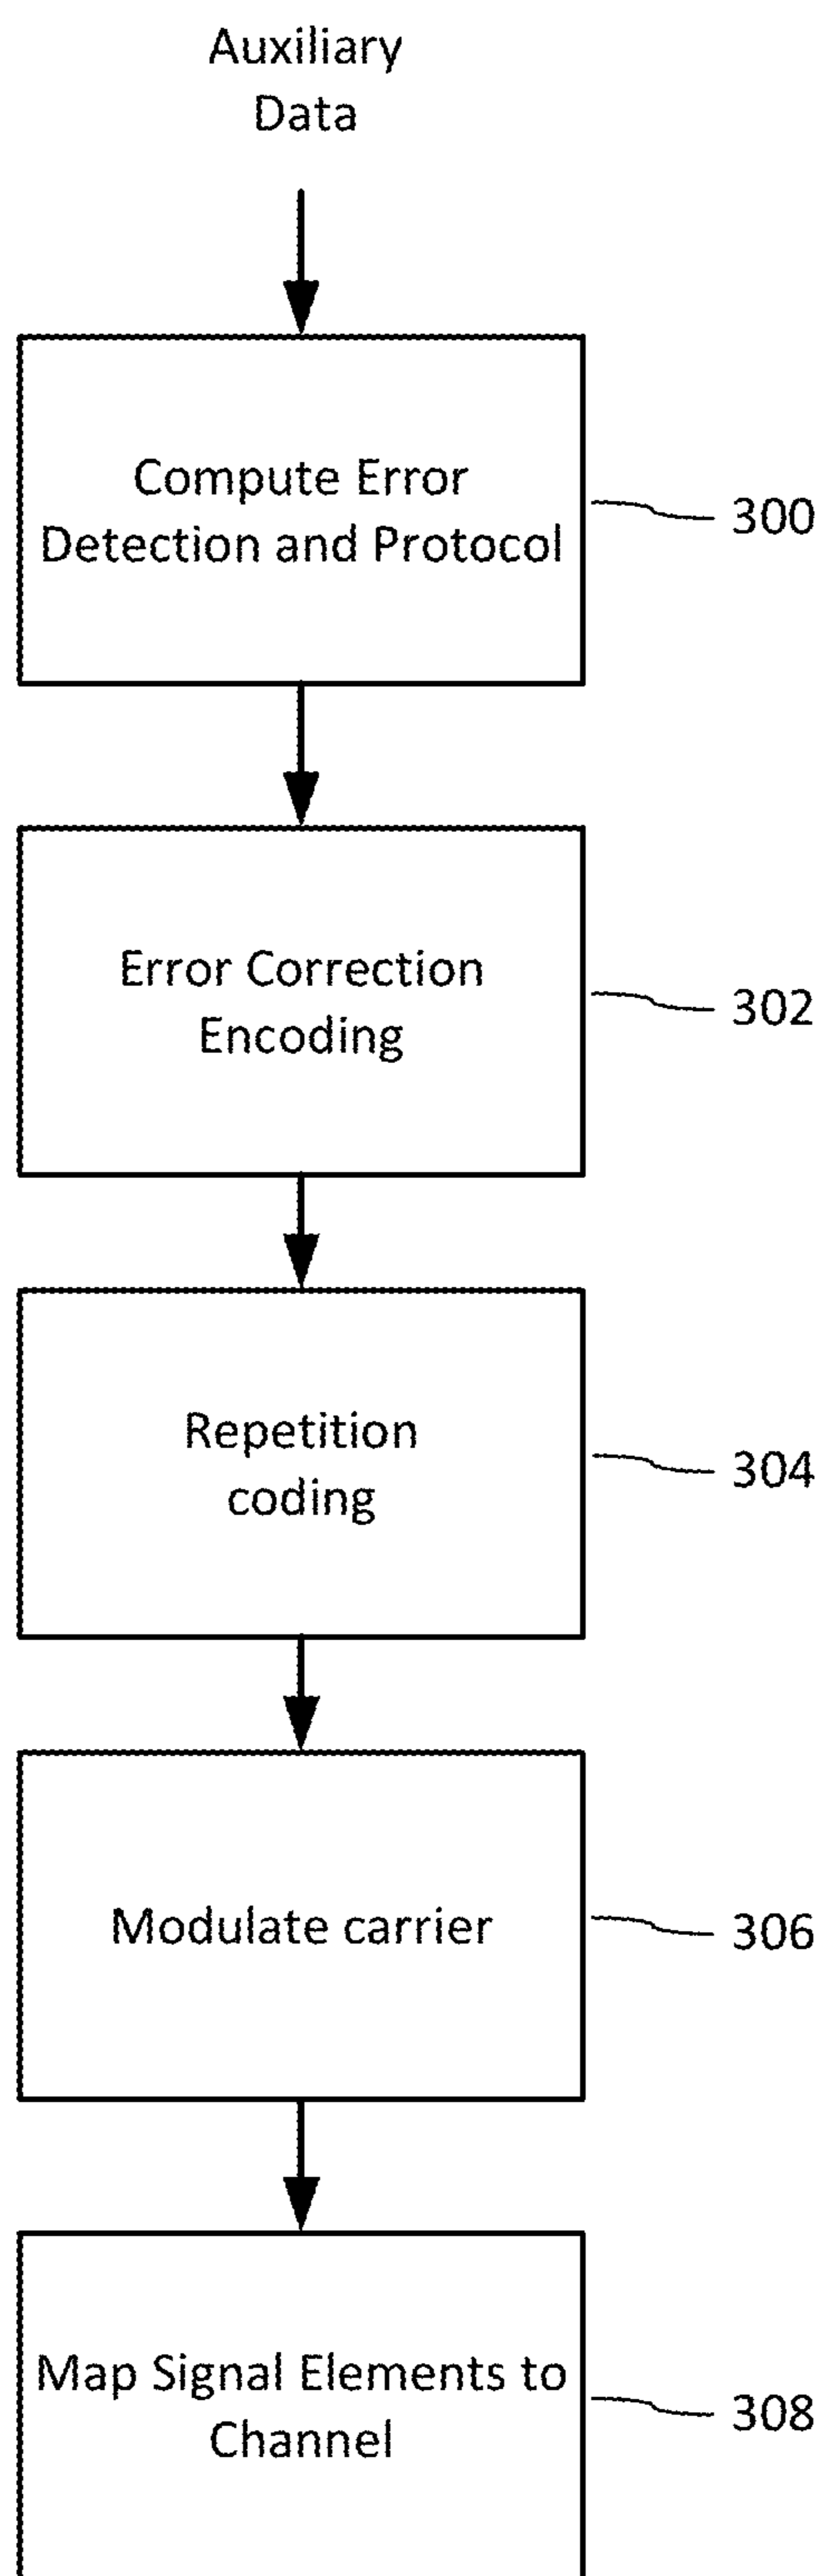 Auxiliary
Data
Compute Error
Detection and Protocol
300
Error Correction
Encoding
302
Repetition
coding
304
Modulate carrier
306
Map Signal Elements to
Channel
308